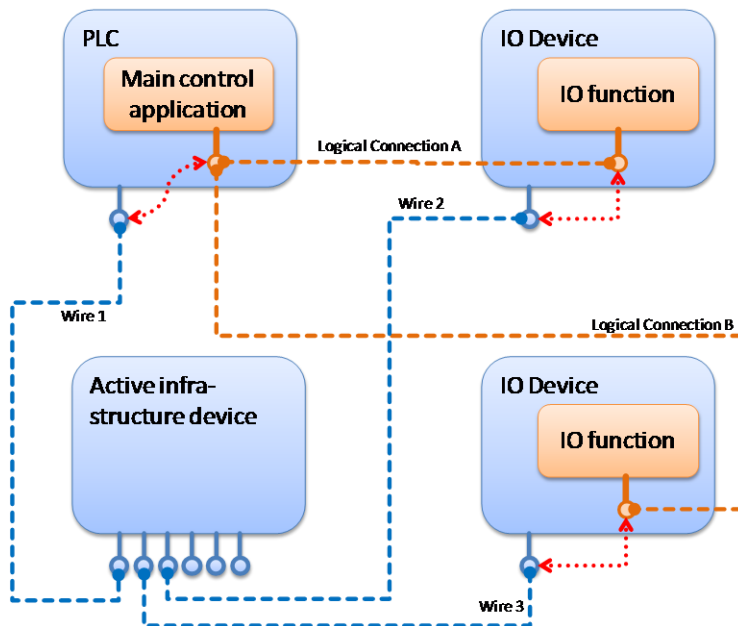 PLC
Main control
application
IO Device
IO function
Logical Connection A
Wire 2
Wire 1
Logical Connection B
Active infra-
structure device
IO Device
IO function
Wire 3